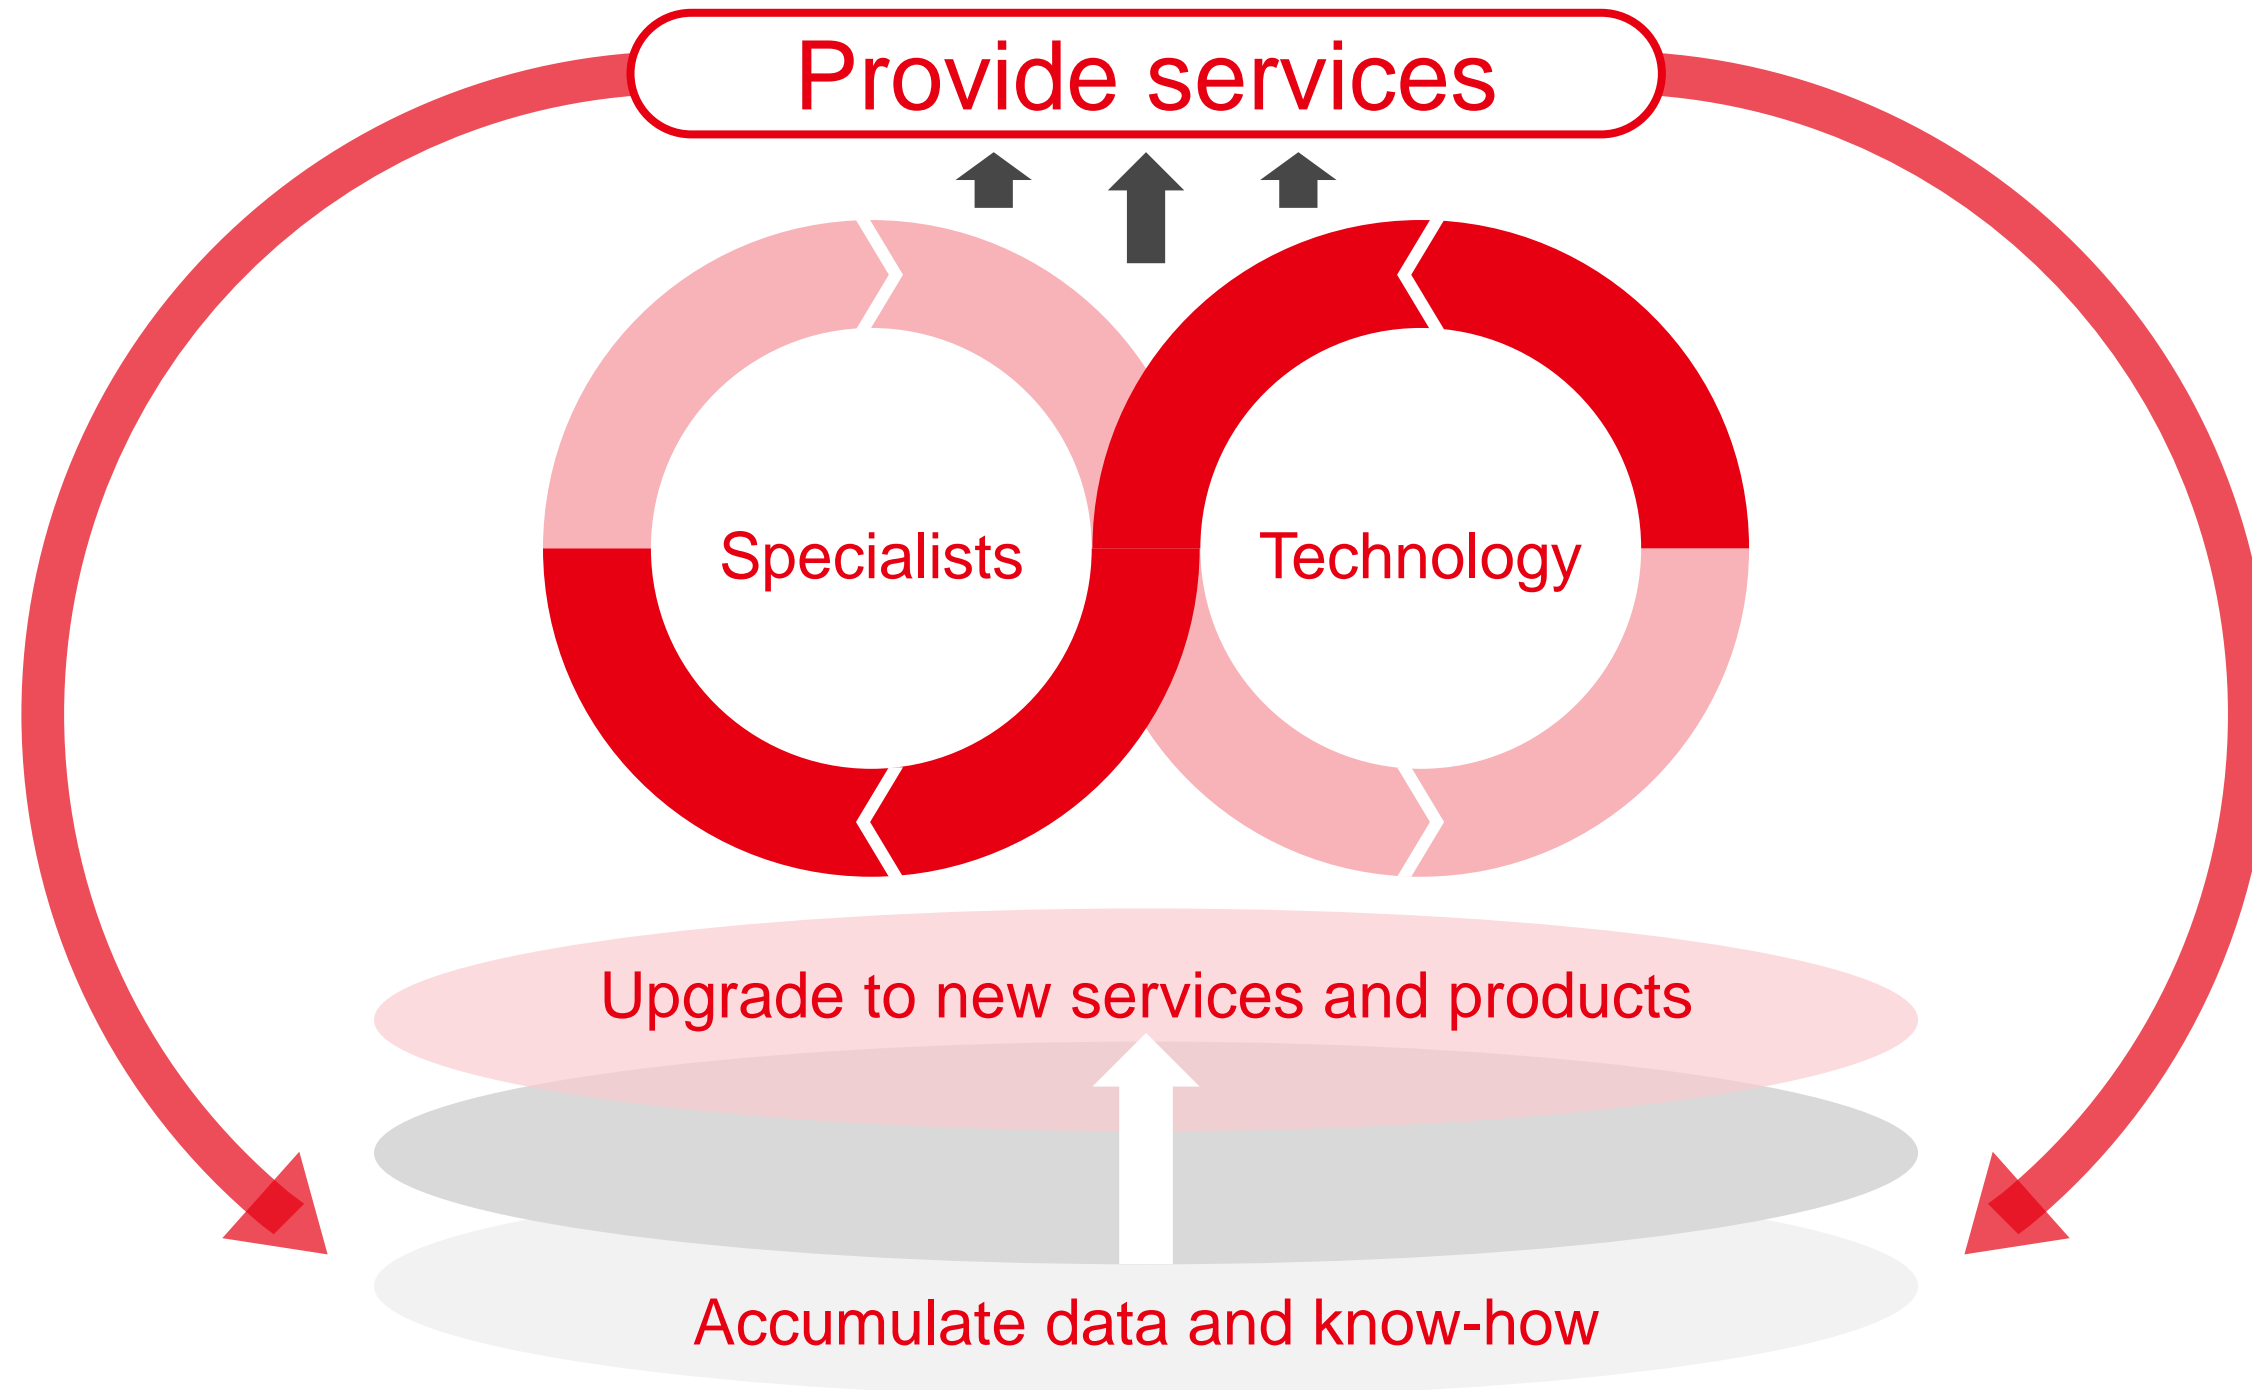 Provide services
Specialists
Technology
Upgrade to new services and products
Accumulate data and know-how